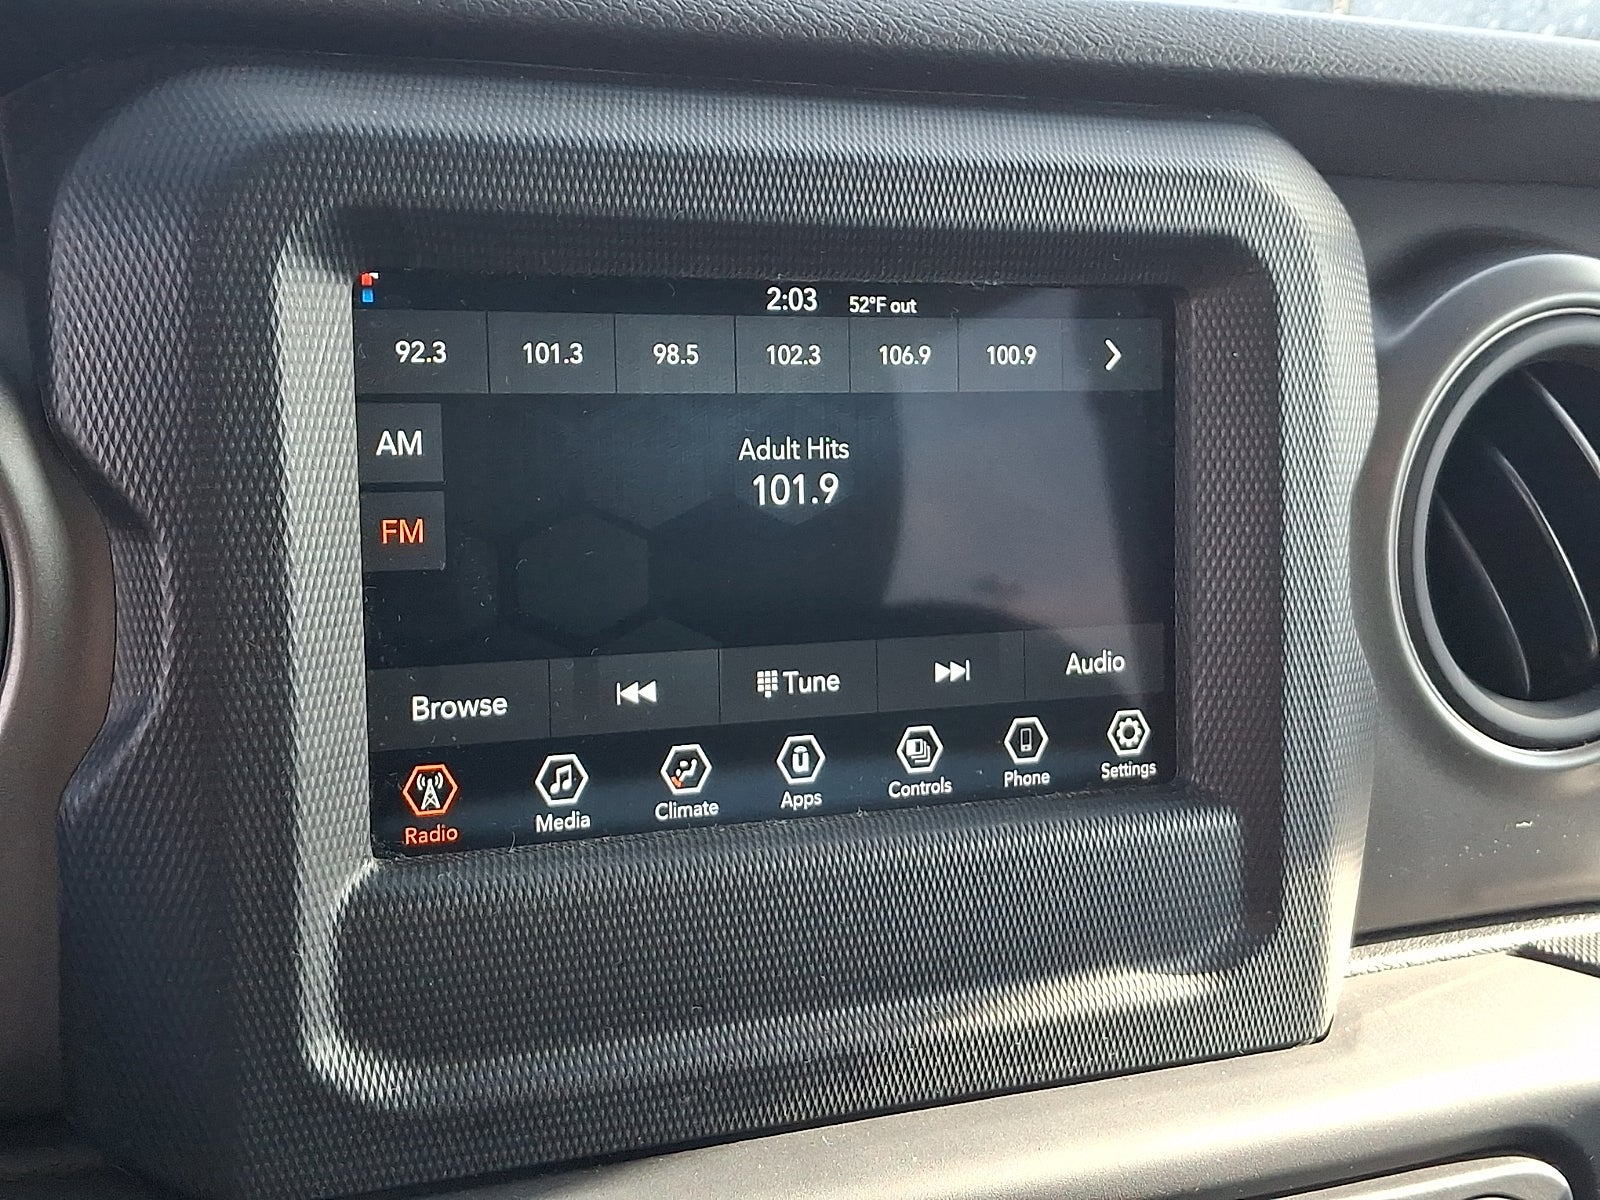 2:03 52°F out
92.3 101.3 98.5 102.3 106.9 100.9
AM
Adult Hits
101.9
FM
Browse Tune Audio
Radio Media Climate Apps Controls Phone Settings